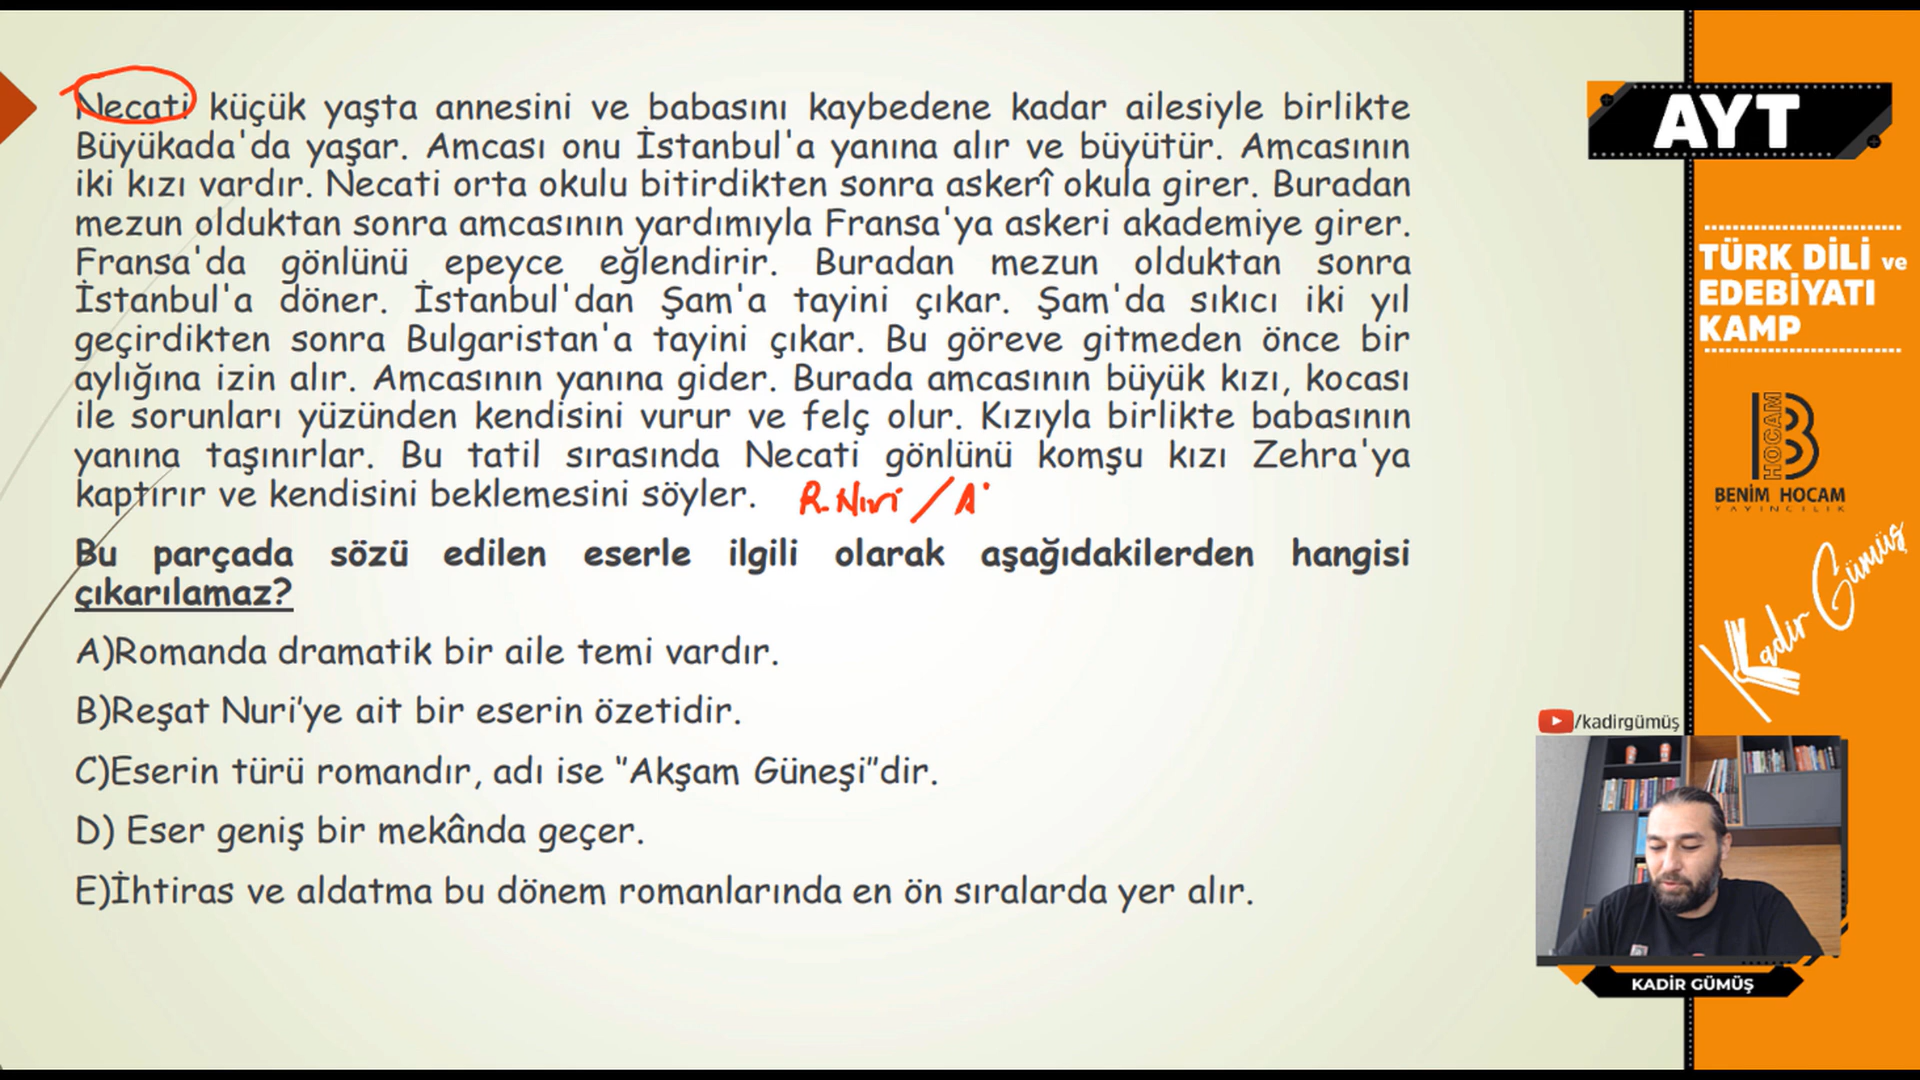 Necati küçük yaşta annesini ve babasını kaybedene kadar ailesiyle birlikte
Büyükada'da yaşar. Amcası onu İstanbul'a yanına alır ve büyütür. Amcasının
iki kızı vardır. Necati orta okulu bitirdikten sonra askerî okula girer. Buradan
mezun olduktan sonra amcasının yardımıyla Fransa'ya askeri akademiye girer.
Fransa'da gönlünü epeyce eğlendirir. Buradan mezun olduktan sonra
İstanbul'a döner. İstanbul'dan Şam'a tayini çıkar. Şam'da sıkıcı iki yıl
geçirdikten sonra Bulgaristan'a tayini çıkar. Bu göreve gitmeden önce bir
aylığına izin alır. Amcasının yanına gider. Burada amcasının büyük kızı, kocası
ile sorunları yüzünden kendisini vurur ve felç olur. Kızıyla birlikte babasının
yanına taşınırlar. Bu tatil sırasında Necati gönlünü komşu kızı Zehra'ya
kaptırır ve kendisini beklemesini söyler. R. Nuri / A
Bu parçada sözü edilen eserle ilgili olarak aşağıdakilerden hangisi
çıkarılamaz?
A)Romanda dramatik bir aile temi vardır.
B)Reşat Nuri'ye ait bir eserin özetidir.
C)Eserin türü romandır, adı ise "Akşam Güneşi"dir.
D) Eser geniş bir mekânda geçer.
E)İhtiras ve aldatma bu dönem romanlarında en ön sıralarda yer alır.
AYT
TÜRK DİLİ ve
EDEBİYATI
KAMP
HOCAM
BENİM HOCAM
YAYINCILIK
Kadir Gümüş
/kadirgümüş
KADİR GÜMÜŞ